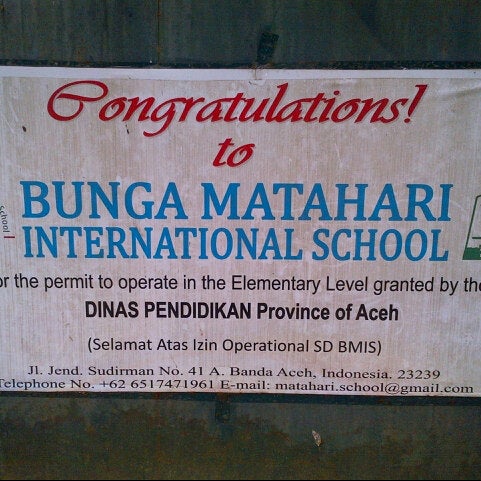 Congratulations!
to
BUNGA MATAHARI
INTERNATIONAL SCHOOL
or the permit to operate in the Elementary Level granted by the
DINAS PENDIDIKAN Province of Aceh
(Selamat Atas Izin Operational SD BMIS)
Jl. Jend. Sudirman No. 41 A. Banda Aceh, Indonesia. 23239
Telephone No. +62 6517471961 E-mail: matahari.school@gmail.com
School